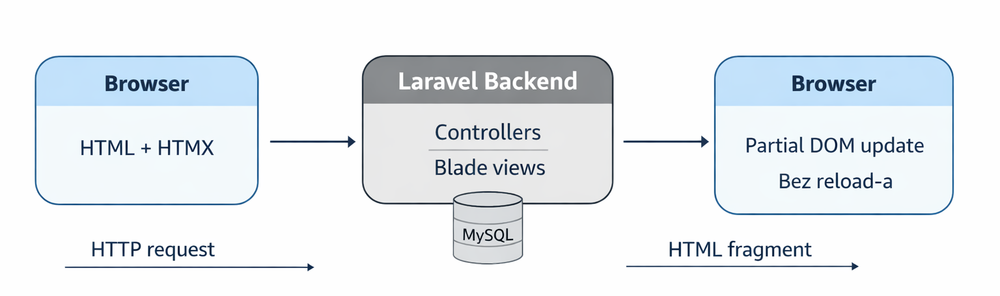 Browser
HTML + HTMX
Laravel Backend
Controllers
Blade views
MySQL
Browser
Partial DOM update
Bez reload-a
HTTP request
HTML fragment